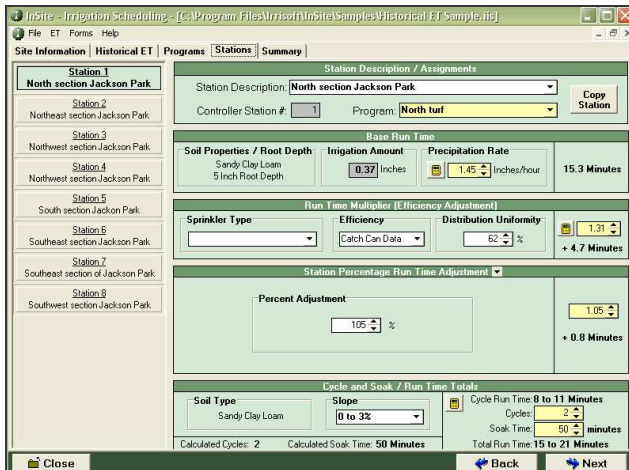 InSite - Irrigation Scheduling - [C:\Program Files\Irrisoft\InSite\Samples\Historical ET Sample.iis]
File ET Forms Help
Site Information Historical ET Programs Stations Summary
Station 1
North section Jackson Park
Station 2
Northeast section Jackson Park
Station 3
Northwest section Jackson Park
Station 4
Northwest section Jackson Park
Station 5
South section Jackon Park
Station 6
Southeast section Jackson Park
Station 7
Southeast section of Jackson Park
Station 8
Southwest section Jackson Park
Station Description / Assignments
Station Description: North section Jackson Park
Copy Station
Controller Station #: 1 Program: North turf
Base Run Time
Soil Properties / Root Depth Irrigation Amount Precipitation Rate
Sandy Clay Loam
5 Inch Root Depth
0.37 Inches
1.45 Inches/hour
15.3 Minutes
Run Time Multiplier (Efficiency Adjustment)
Sprinkler Type Efficiency Distribution Uniformity
Catch Can Data
62 %
1.31
+ 4.7 Minutes
Station Percentage Run Time Adjustment
Percent Adjustment
105 %
1.05
+ 0.8 Minutes
Cycle and Soak / Run Time Totals
Soil Type Slope
Sandy Clay Loam 0 to 3%
Cycle Run Time: 8 to 11 Minutes
Cycles: 2
Soak Time: 50 minutes
Calculated Cycles: 2 Calculated Soak Time: 50 Minutes
Total Run Time: 15 to 21 Minutes
Close Back Next